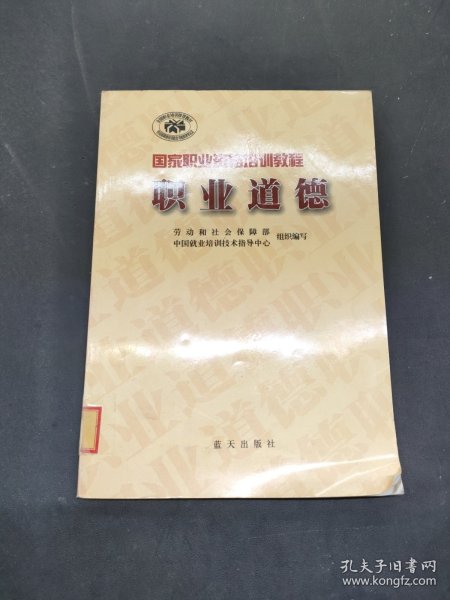 国家职业资格培训教程
职业道德
劳动和社会保障部
中国就业培训技术指导中心
组织编写
蓝天出版社
孔夫子旧书网
www.kongfz.com